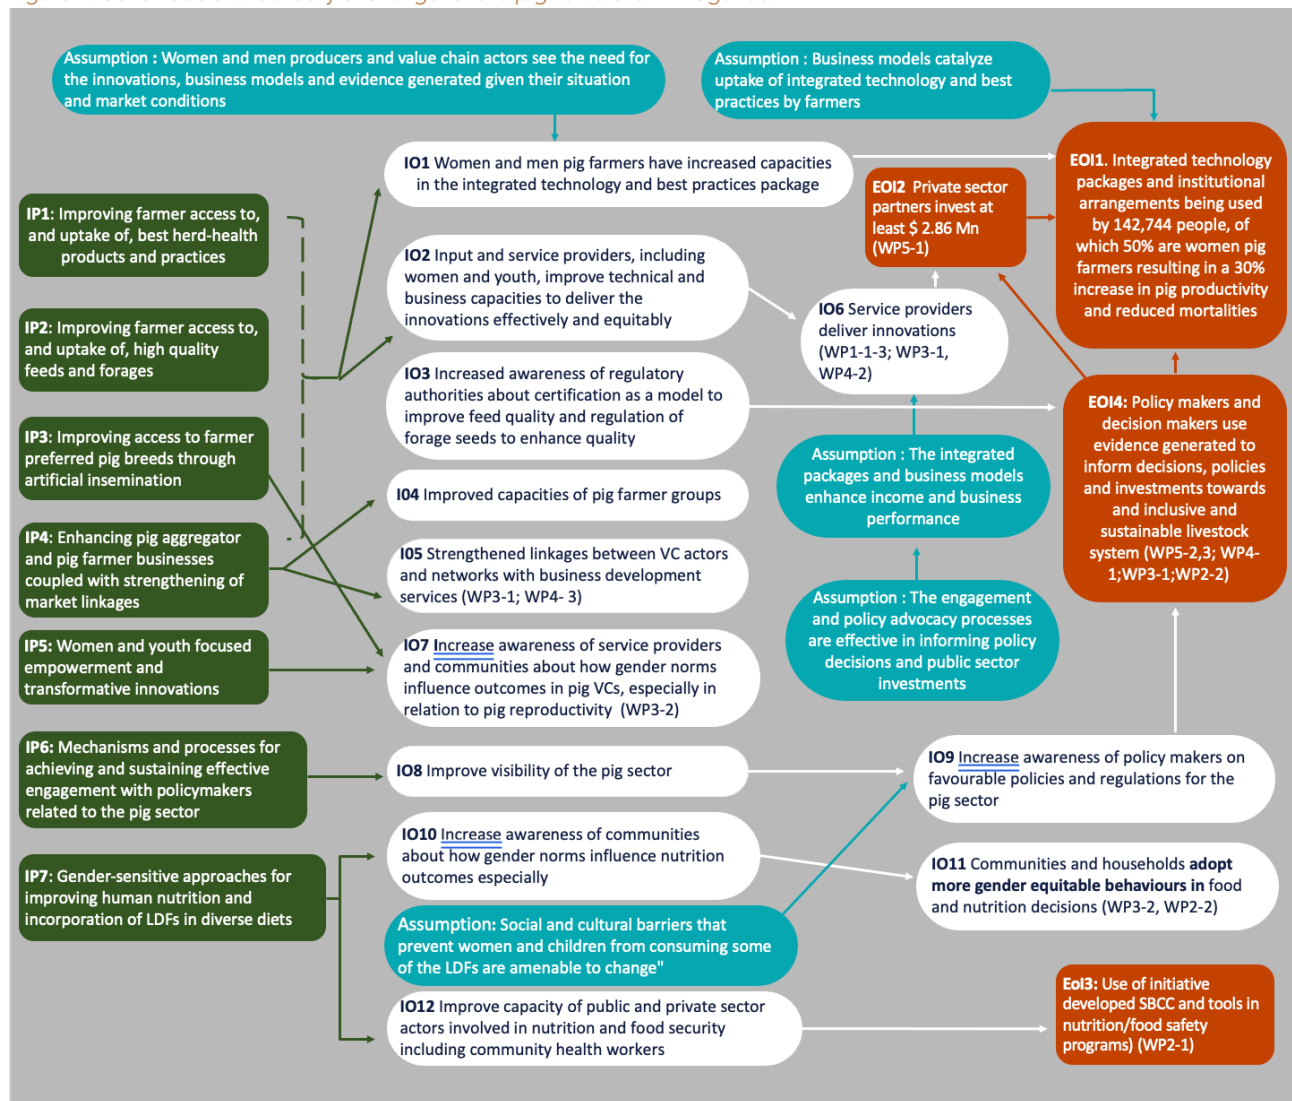 Assumption : Women and men producers and value chain actors see the need for
the innovations, business models and evidence generated given their situation
and market conditions
Assumption : Business models catalyze
uptake of integrated technology and best
practices by farmers
IO1 Women and men pig farmers have increased capacities
in the integrated technology and best practices package
EOI2 Private sector
partners invest at
least $ 2.86 Mn
(WP5-1)
EOI1. Integrated technology
packages and institutional
arrangements being used
by 142,744 people, of
which 50% are women pig
farmers resulting in a 30%
increase in pig productivity
and reduced mortalities
IP1: Improving farmer access to,
and uptake of, best herd-health
products and practices
IO2 Input and service providers, including
women and youth, improve technical and
business capacities to deliver the
innovations effectively and equitably
IO6 Service providers
deliver innovations
(WP1-1-3; WP3-1,
WP4-2)
IP2: Improving farmer access to,
and uptake of, high quality
feeds and forages
IO3 Increased awareness of regulatory
authorities about certification as a model to
improve feed quality and regulation of
forage seeds to enhance quality
EOI4: Policy makers and
decision makers use
evidence generated to
inform decisions, policies
and investments towards
and inclusive and
sustainable livestock
system (WP5-2,3; WP4-
1;WP3-1;WP2-2)
IP3: Improving access to farmer
preferred pig breeds through
artificial insemination
Assumption : The integrated
packages and business models
enhance income and business
performance
I04 Improved capacities of pig farmer groups
IP4: Enhancing pig aggregator
and pig farmer businesses
coupled with strengthening of
market linkages
I05 Strengthened linkages between VC actors
and networks with business development
services (WP3-1; WP4- 3)
Assumption : The engagement
and policy advocacy processes
are effective in informing policy
decisions and public sector
investments
IP5: Women and youth focused
empowerment and
transformative innovations
IO7 Increase awareness of service providers
and communities about how gender norms
influence outcomes in pig VCs, especially in
relation to pig reproductivity (WP3-2)
IP6: Mechanisms and processes for
achieving and sustaining effective
engagement with policymakers
related to the pig sector
IO8 Improve visibility of the pig sector
IO9 Increase awareness of policy makers on
favourable policies and regulations for the
pig sector
IP7: Gender-sensitive approaches for
improving human nutrition and
incorporation of LDFs in diverse diets
IO10 Increase awareness of communities
about how gender norms influence nutrition
outcomes especially
IO11 Communities and households adopt
more gender equitable behaviours in food
and nutrition decisions (WP3-2, WP2-2)
Assumption: Social and cultural barriers that
prevent women and children from consuming some
of the LDFs are amenable to change"
IO12 Improve capacity of public and private sector
actors involved in nutrition and food security
including community health workers
EoI3: Use of initiative
developed SBCC and tools in
nutrition/food safety
programs) (WP2-1)